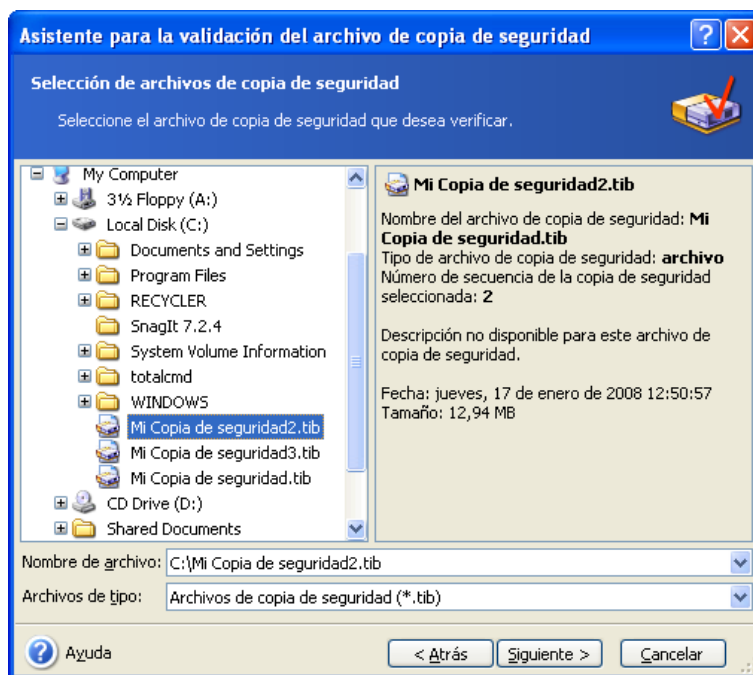 Asistente para la validación del archivo de copia de seguridad
Selección de archivos de copia de seguridad
Seleccione el archivo de copia de seguridad que desea verificar.
My Computer
3½ Floppy (A:)
Local Disk (C:)
Documents and Settings
Program Files
RECYCLER
SnagIt 7.2.4
System Volume Information
totalcmd
WINDOWS
Mi Copia de seguridad2.tib
Mi Copia de seguridad3.tib
Mi Copia de seguridad.tib
CD Drive (D:)
Shared Documents
Mi Copia de seguridad2.tib
Nombre del archivo de copia de seguridad: Mi
Copia de seguridad.tib
Tipo de archivo de copia de seguridad: archivo
Número de secuencia de la copia de seguridad
seleccionada: 2
Descripción no disponible para este archivo de
copia de seguridad.
Fecha: jueves, 17 de enero de 2008 12:50:57
Tamaño: 12,94 MB
Nombre de archivo: C:\Mi Copia de seguridad2.tib
Archivos de tipo: Archivos de copia de seguridad (*.tib)
Ayuda
< Atrás
Siguiente >
Cancelar